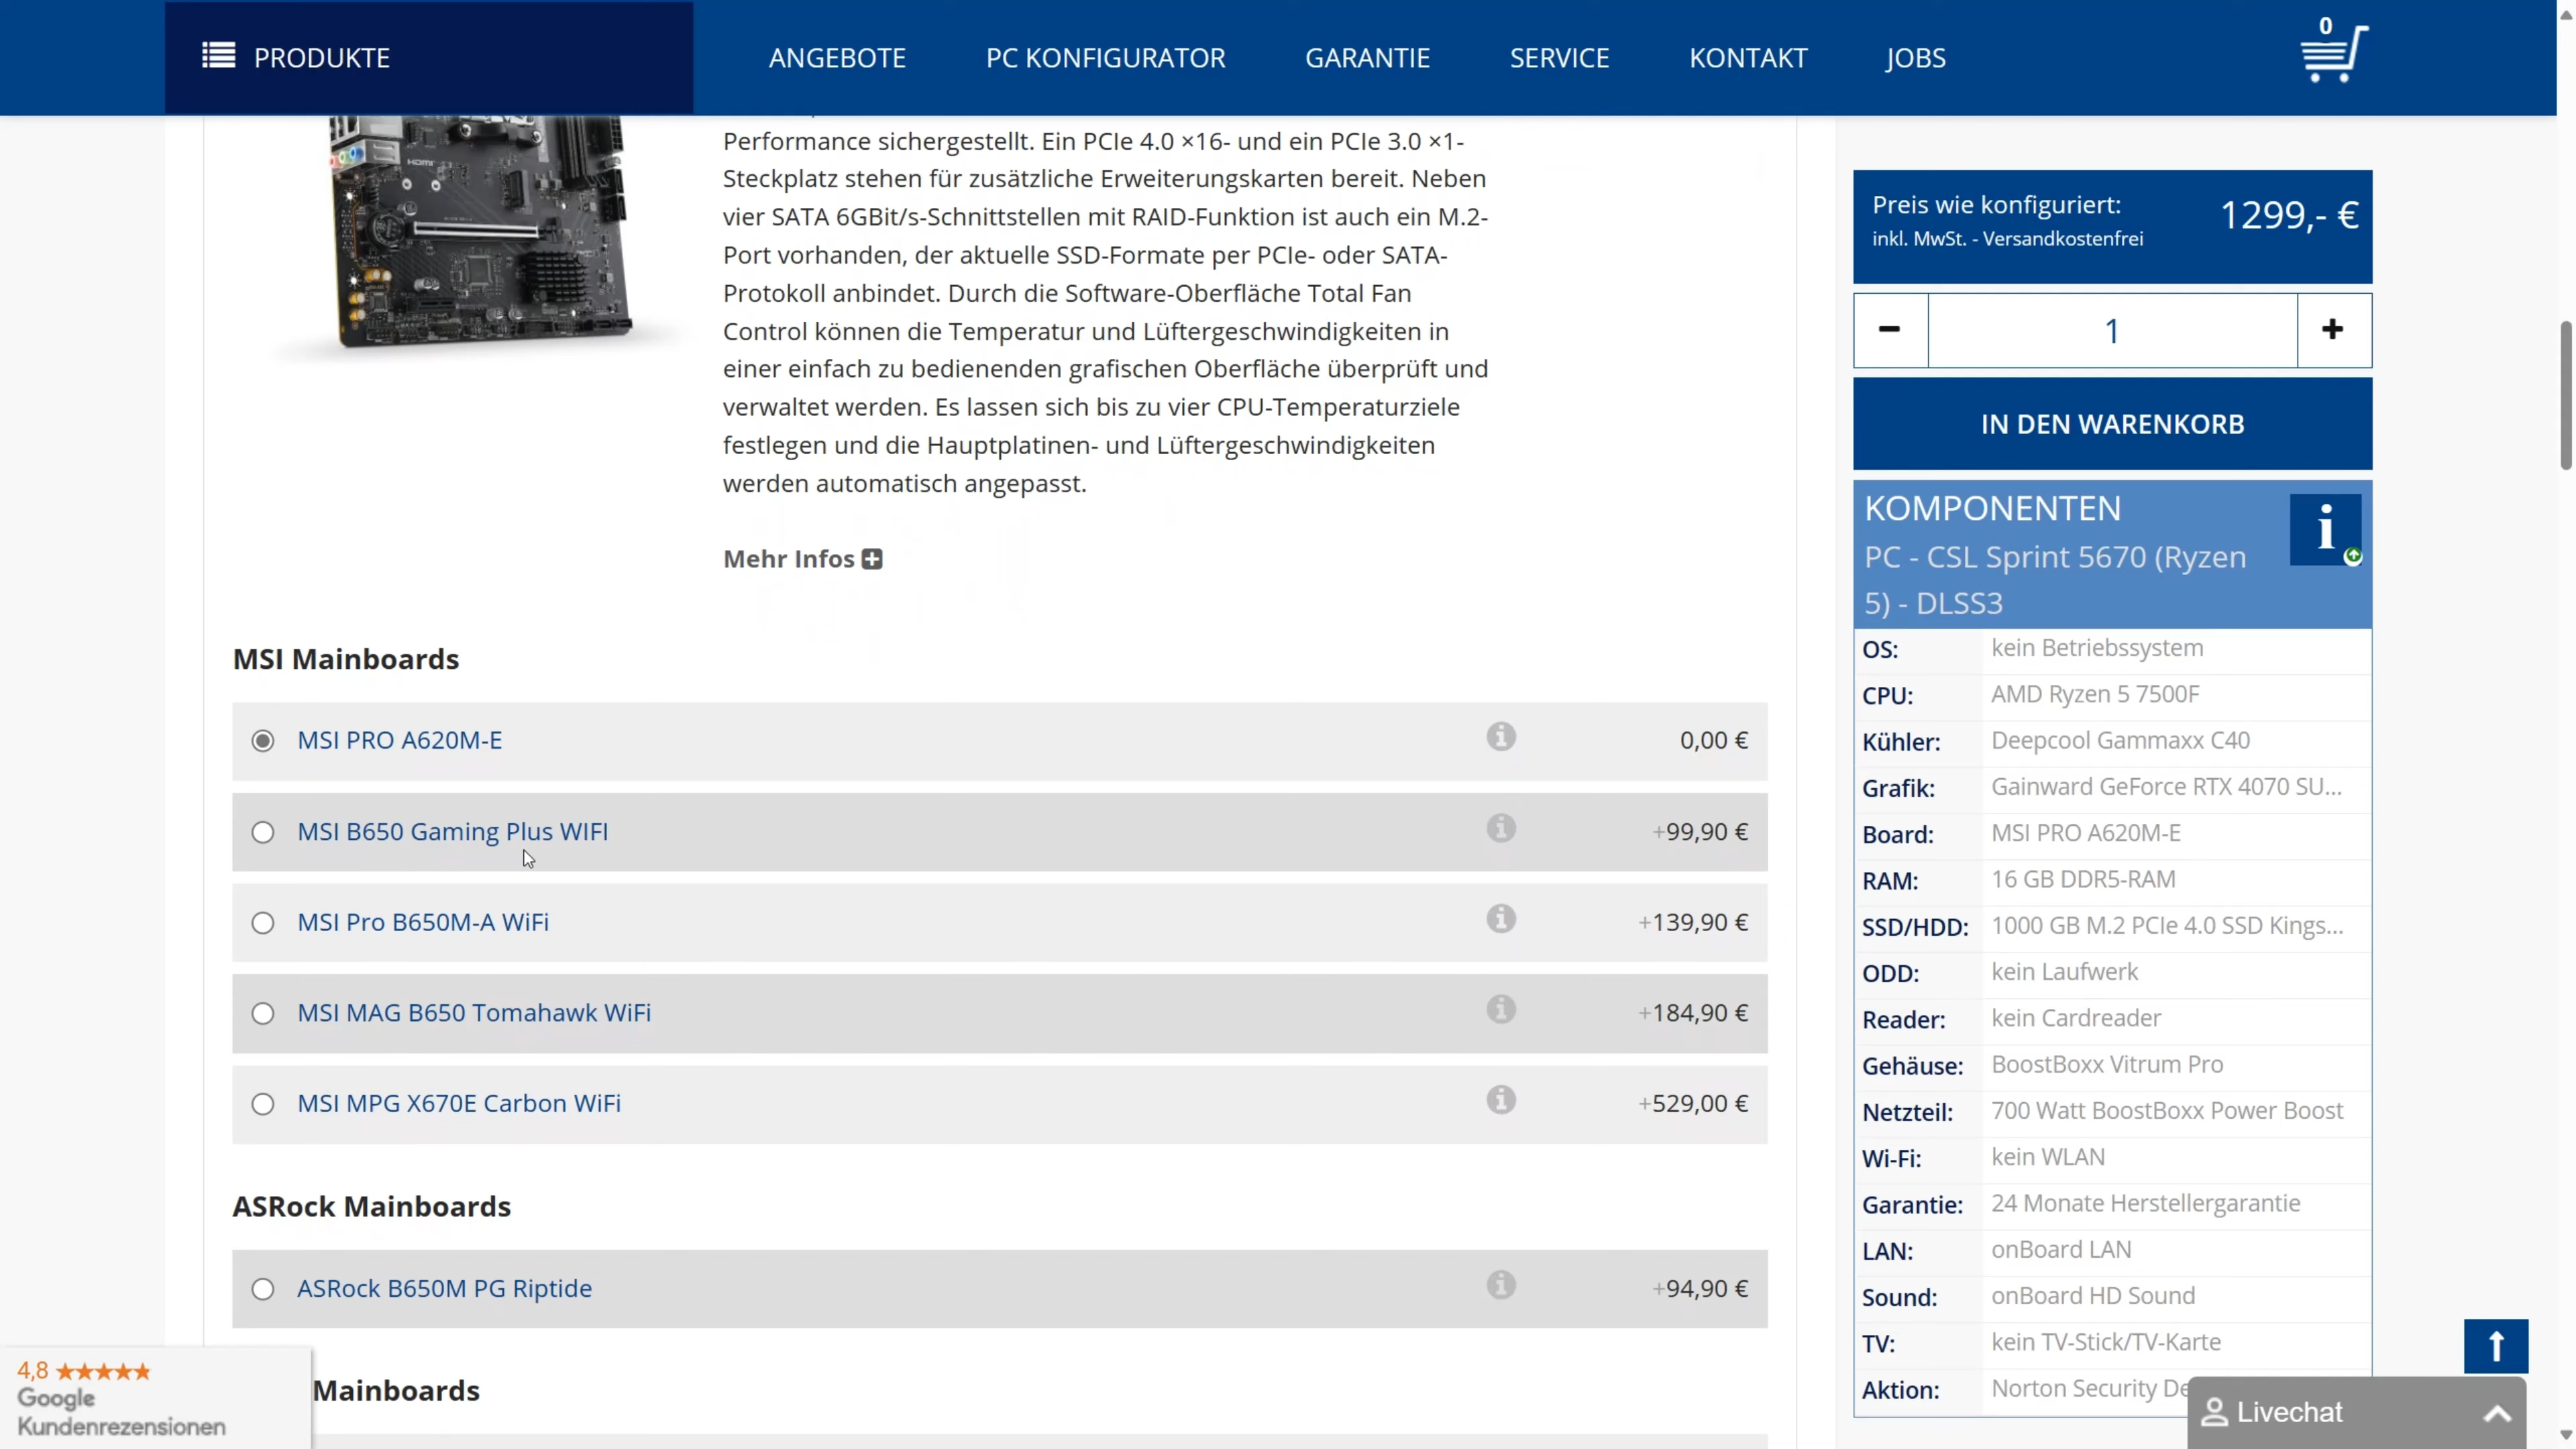 PRODUKTE
ANGEBOTE
PC KONFIGURATOR
GARANTIE
SERVICE
KONTAKT
JOBS
0
HDMI
Performance sichergestellt. Ein PCIe 4.0 ×16- und ein PCIe 3.0 ×1-
Steckplatz stehen für zusätzliche Erweiterungskarten bereit. Neben
vier SATA 6GBit/s-Schnittstellen mit RAID-Funktion ist auch ein M.2-
Port vorhanden, der aktuelle SSD-Formate per PCIe- oder SATA-
Protokoll anbindet. Durch die Software-Oberfläche Total Fan
Control können die Temperatur und Lüftergeschwindigkeiten in
einer einfach zu bedienenden grafischen Oberfläche überprüft und
verwaltet werden. Es lassen sich bis zu vier CPU-Temperaturziele
festlegen und die Hauptplatinen- und Lüftergeschwindigkeiten
werden automatisch angepasst.
Mehr Infos
MSI Mainboards
MSI PRO A620M-E 0,00 €
MSI B650 Gaming Plus WIFI +99,90 €
MSI Pro B650M-A WiFi +139,90 €
MSI MAG B650 Tomahawk WiFi +184,90 €
MSI MPG X670E Carbon WiFi +529,00 €
ASRock Mainboards
ASRock B650M PG Riptide +94,90 €
Mainboards
4,8
Google
Kundenrezensionen
Preis wie konfiguriert: 1299,- €
inkl. MwSt. - Versandkostenfrei
− 1 +
IN DEN WARENKORB
KOMPONENTEN
PC - CSL Sprint 5670 (Ryzen
5) - DLSS3
OS: kein Betriebssystem
CPU: AMD Ryzen 5 7500F
Kühler: Deepcool Gammaxx C40
Grafik: Gainward GeForce RTX 4070 SU...
Board: MSI PRO A620M-E
RAM: 16 GB DDR5-RAM
SSD/HDD: 1000 GB M.2 PCIe 4.0 SSD Kings...
ODD: kein Laufwerk
Reader: kein Cardreader
Gehäuse: BoostBoxx Vitrum Pro
Netzteil: 700 Watt BoostBoxx Power Boost
Wi-Fi: kein WLAN
Garantie: 24 Monate Herstellergarantie
LAN: onBoard LAN
Sound: onBoard HD Sound
TV: kein TV-Stick/TV-Karte
Aktion: Norton Security De
Livechat